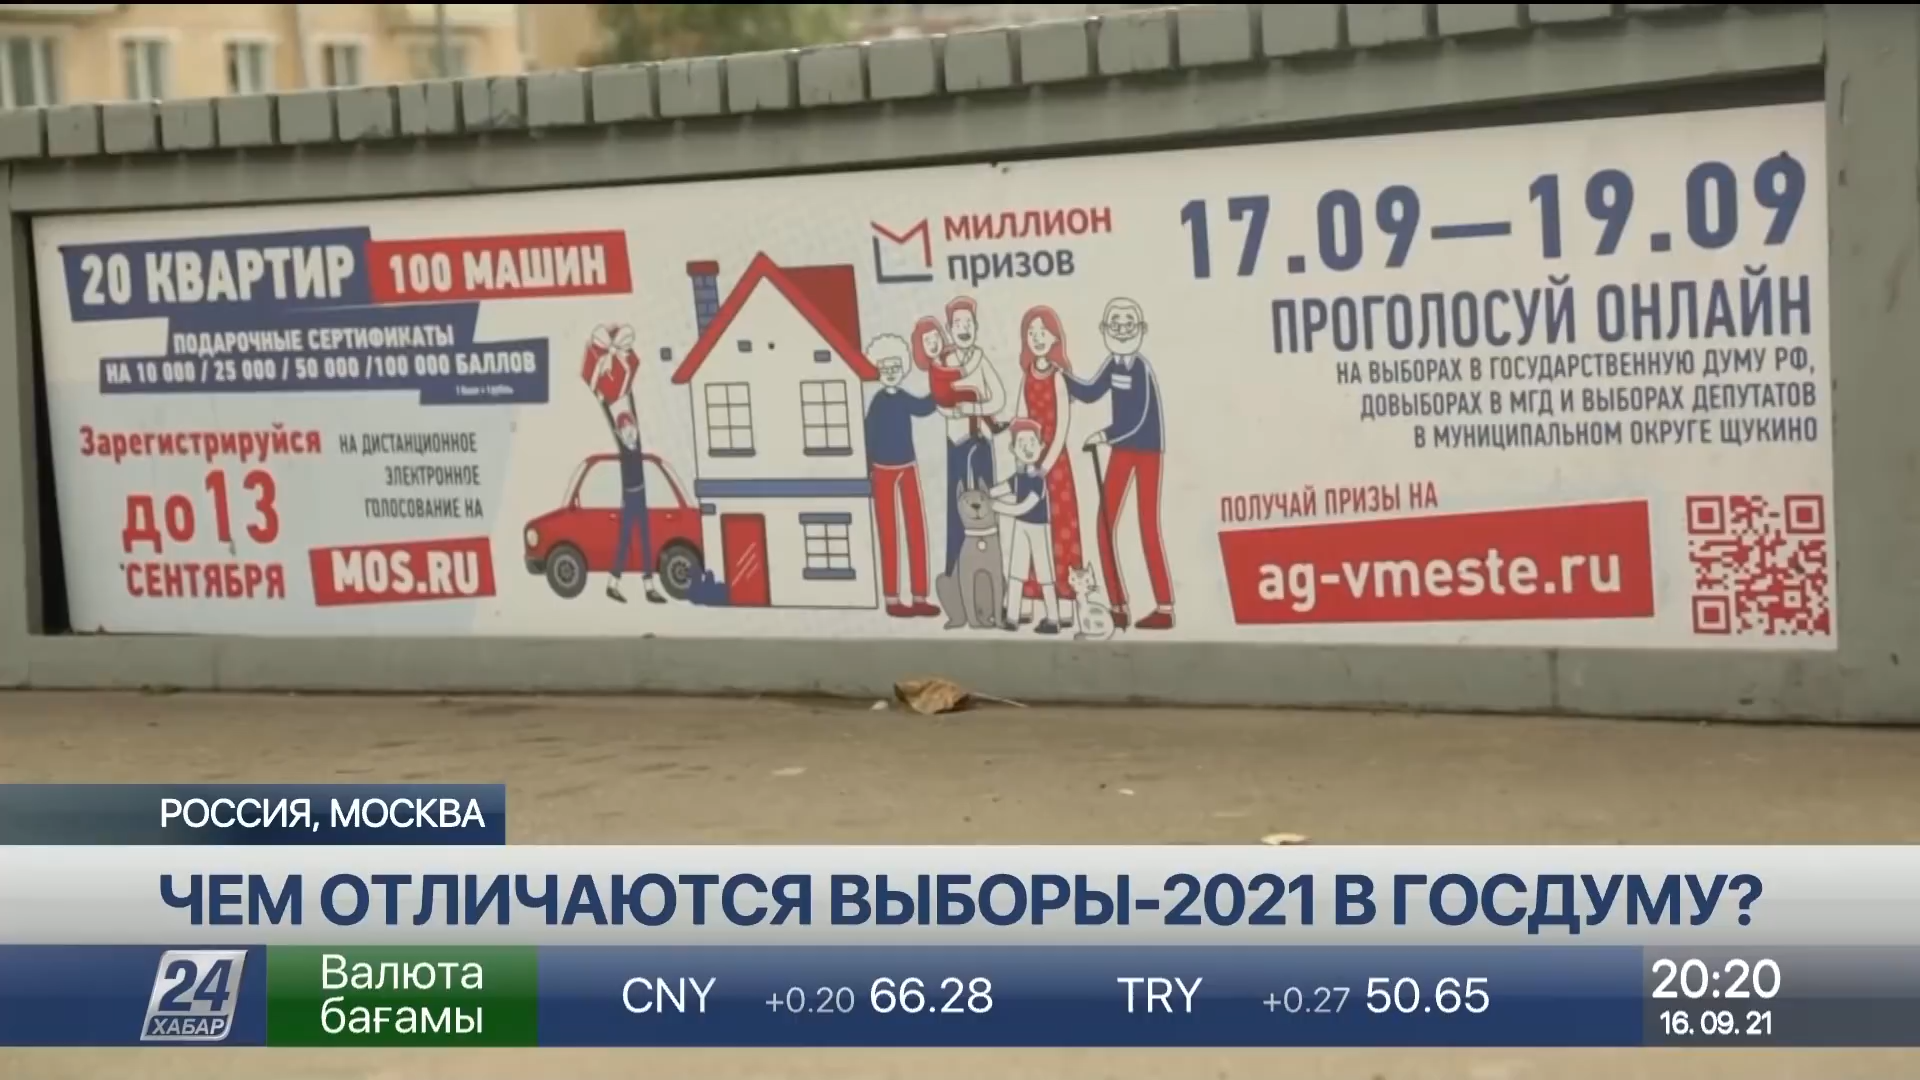 20 КВАРТИР 100 МАШИН
ПОДАРОЧНЫЕ СЕРТИФИКАТЫ
НА 10 000 / 25 000 / 50 000 /100 000 БАЛЛОВ
1 балл = 1 рубль
Зарегистрируйся
до 13
СЕНТЯБРЯ
НА ДИСТАНЦИОННОЕ
ЭЛЕКТРОННОЕ
ГОЛОСОВАНИЕ НА
MOS.RU
МИЛЛИОН
ПРИЗОВ
17.09—19.09
ПРОГОЛОСУЙ ОНЛАЙН
НА ВЫБОРАХ В ГОСУДАРСТВЕННУЮ ДУМУ РФ,
ДОВЫБОРАХ В МГД И ВЫБОРАХ ДЕПУТАТОВ
В МУНИЦИПАЛЬНОМ ОКРУГЕ ЩУКИНО
ПОЛУЧАЙ ПРИЗЫ НА
ag-vmeste.ru
РОССИЯ, МОСКВА
ЧЕМ ОТЛИЧАЮТСЯ ВЫБОРЫ-2021 В ГОСДУМУ?
24
ХАБАР
Валюта
бағамы
CNY +0.20 66.28 TRY +0.27 50.65
20:20
16. 09. 21